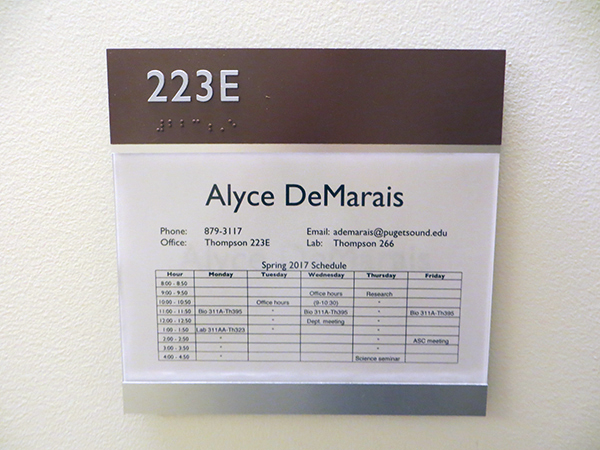 223E
Alyce DeMarais
Phone: 879-3117 Email: ademarais@pugetsound.edu
Office: Thompson 223E Lab: Thompson 266
Spring 2017 Schedule
Hour Monday Tuesday Wednesday Thursday Friday
8:00 - 8:50
9:00 - 9:50 Office hours Research
10:00 - 10:50 Office hours (9-10:30) "
11:00 - 11:50 Bio 311A-Th395 " Bio 311A-Th395 " Bio 311A-Th395
12:00 - 12:50 " Dept. meeting "
1:00 - 1:50 Lab 311AA-Th323 " "
2:00 - 2:50 " " ASC meeting
3:00 - 3:50 " "
4:00 - 4:50 " Science seminar